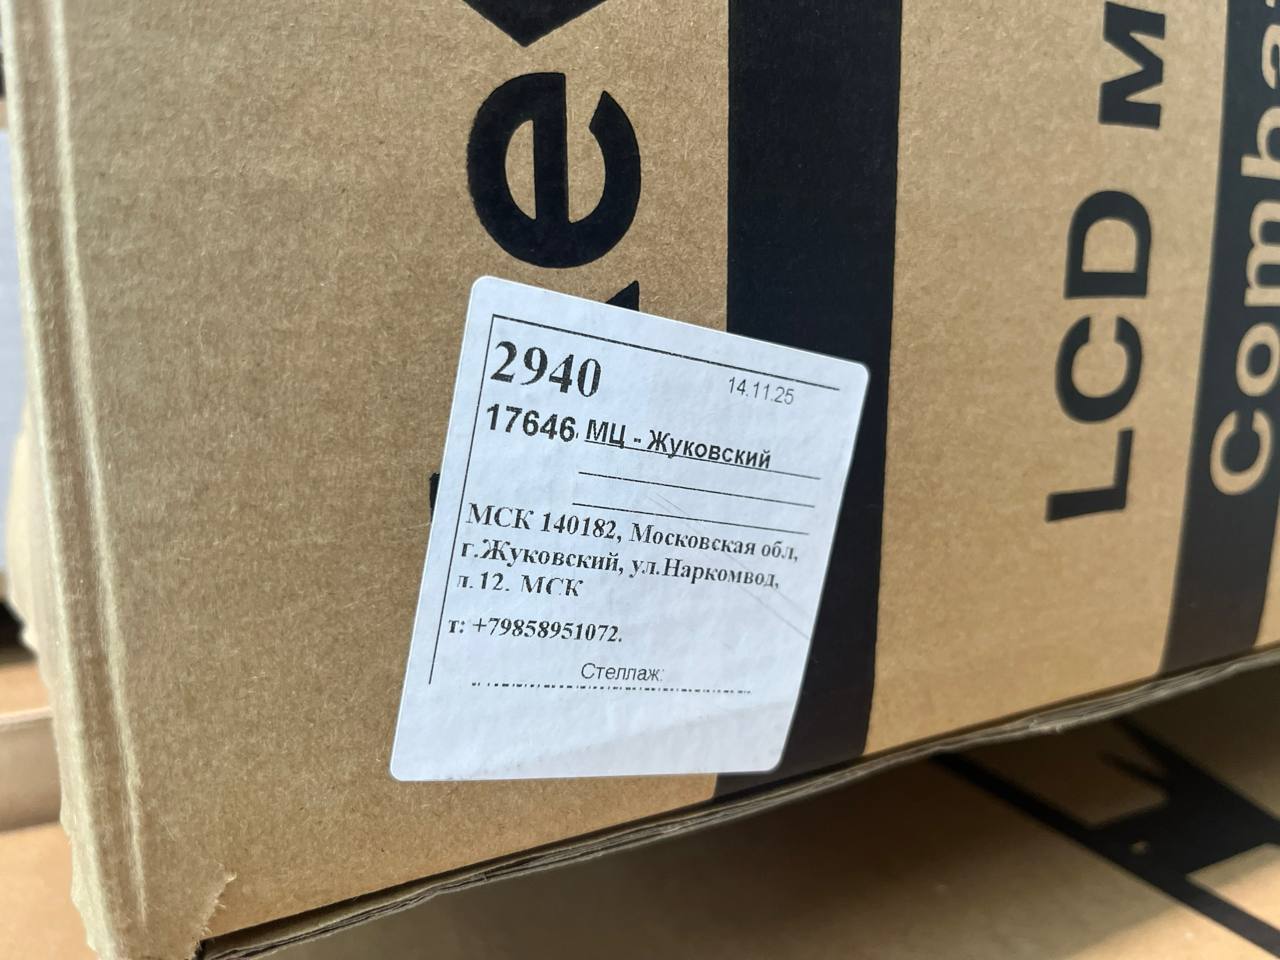 2940
14.11.25
17646 МЦ - Жуковский
МСК 140182, Московская обл,
г.Жуковский, ул.Наркомвод,
д.12. МСК
т: +79858951072.
Стеллаж:
LCD M
Comba